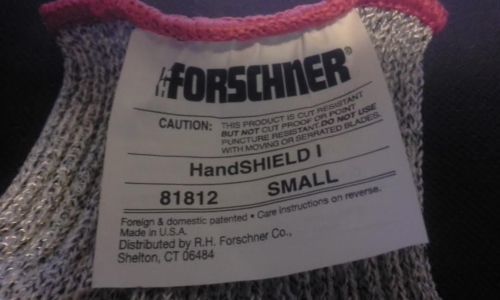 RH FORSCHNER®
CAUTION: THIS PRODUCT IS CUT RESISTANT
BUT NOT CUT PROOF OR POINT
PUNCTURE RESISTANT. DO NOT USE
WITH MOVING OR SERRATED BLADES.
HandSHIELD I
81812 SMALL
Foreign & domestic patented • Care instructions on reverse.
Made in U.S.A.
Distributed by R.H. Forschner Co.,
Shelton, CT 06484